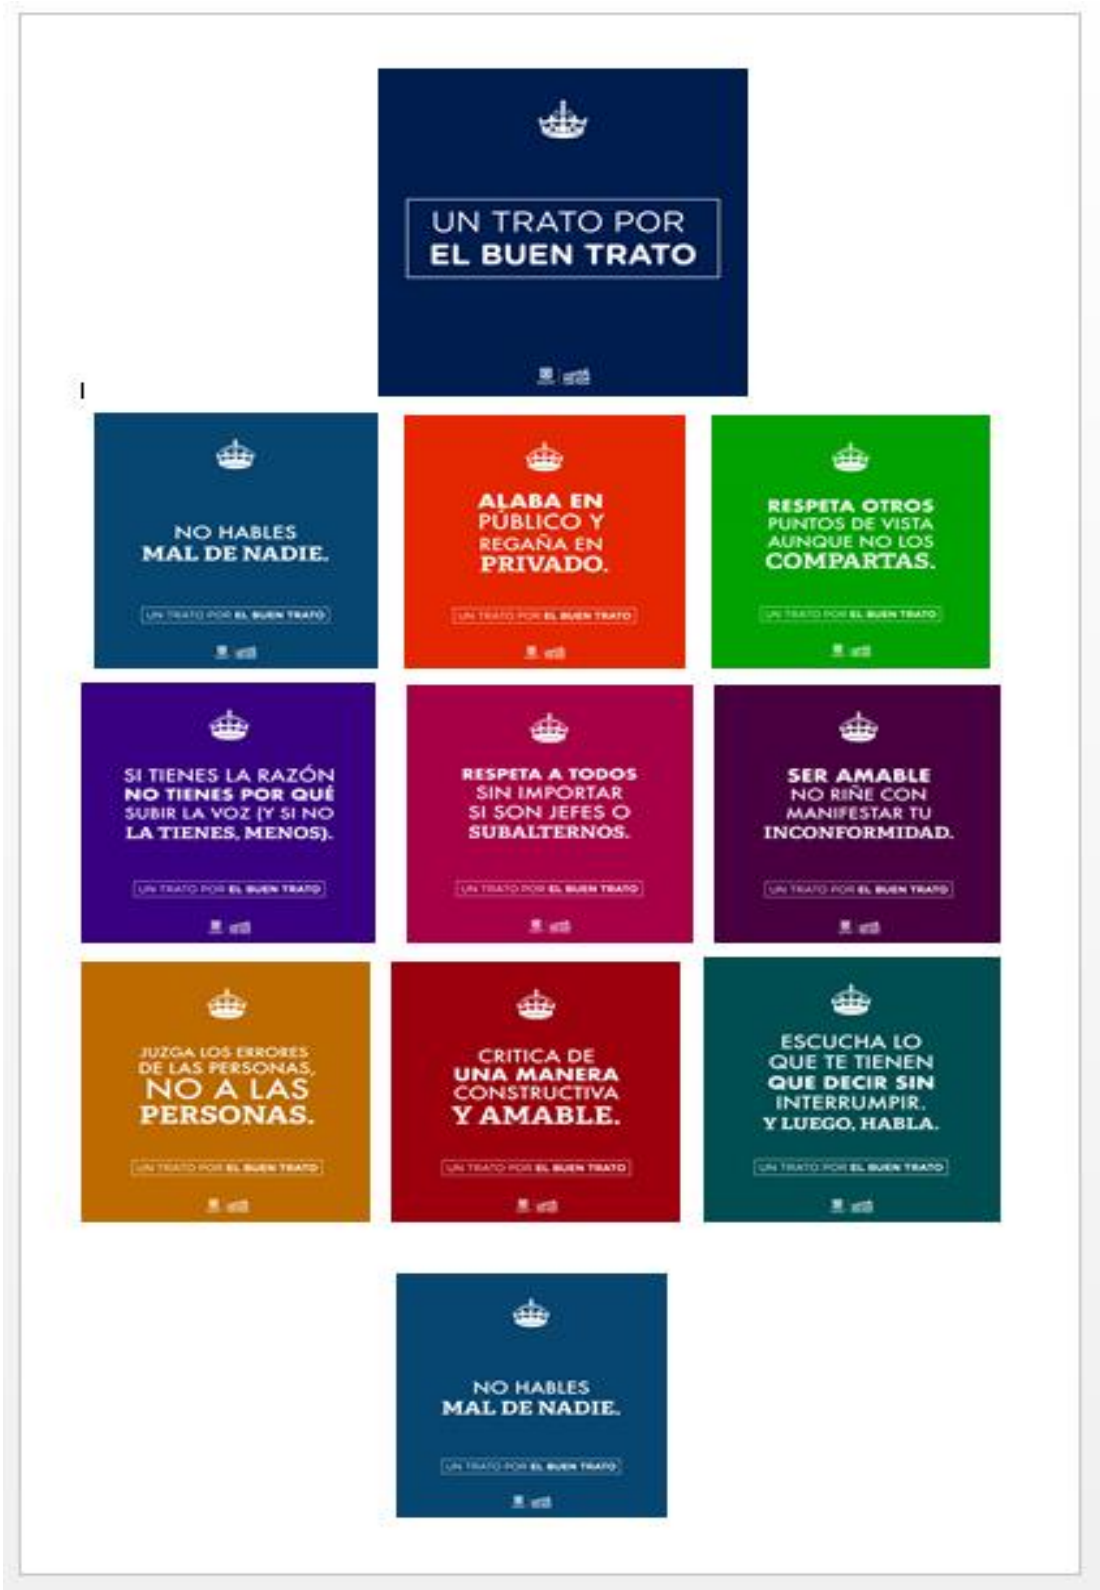 UN TRATO POR
EL BUEN TRATO
NO HABLES
MAL DE NADIE.
UN TRATO POR EL BUEN TRATO
ALABA EN
PÚBLICO Y
REGAÑA EN
PRIVADO.
UN TRATO POR EL BUEN TRATO
RESPETA OTROS
PUNTOS DE VISTA
AUNQUE NO LOS
COMPARTAS.
UN TRATO POR EL BUEN TRATO
SI TIENES LA RAZÓN
NO TIENES POR QUÉ
SUBIR LA VOZ (Y SI NO
LA TIENES, MENOS).
UN TRATO POR EL BUEN TRATO
RESPETA A TODOS
SIN IMPORTAR
SI SON JEFES O
SUBALTERNOS.
UN TRATO POR EL BUEN TRATO
SER AMABLE
NO RIÑE CON
MANIFESTAR TU
INCONFORMIDAD.
UN TRATO POR EL BUEN TRATO
JUZGA LOS ERRORES
DE LAS PERSONAS,
NO A LAS
PERSONAS.
UN TRATO POR EL BUEN TRATO
CRITICA DE
UNA MANERA
CONSTRUCTIVA
Y AMABLE.
UN TRATO POR EL BUEN TRATO
ESCUCHA LO
QUE TE TIENEN
QUE DECIR SIN
INTERRUMPIR.
Y LUEGO, HABLA.
UN TRATO POR EL BUEN TRATO
NO HABLES
MAL DE NADIE.
UN TRATO POR EL BUEN TRATO